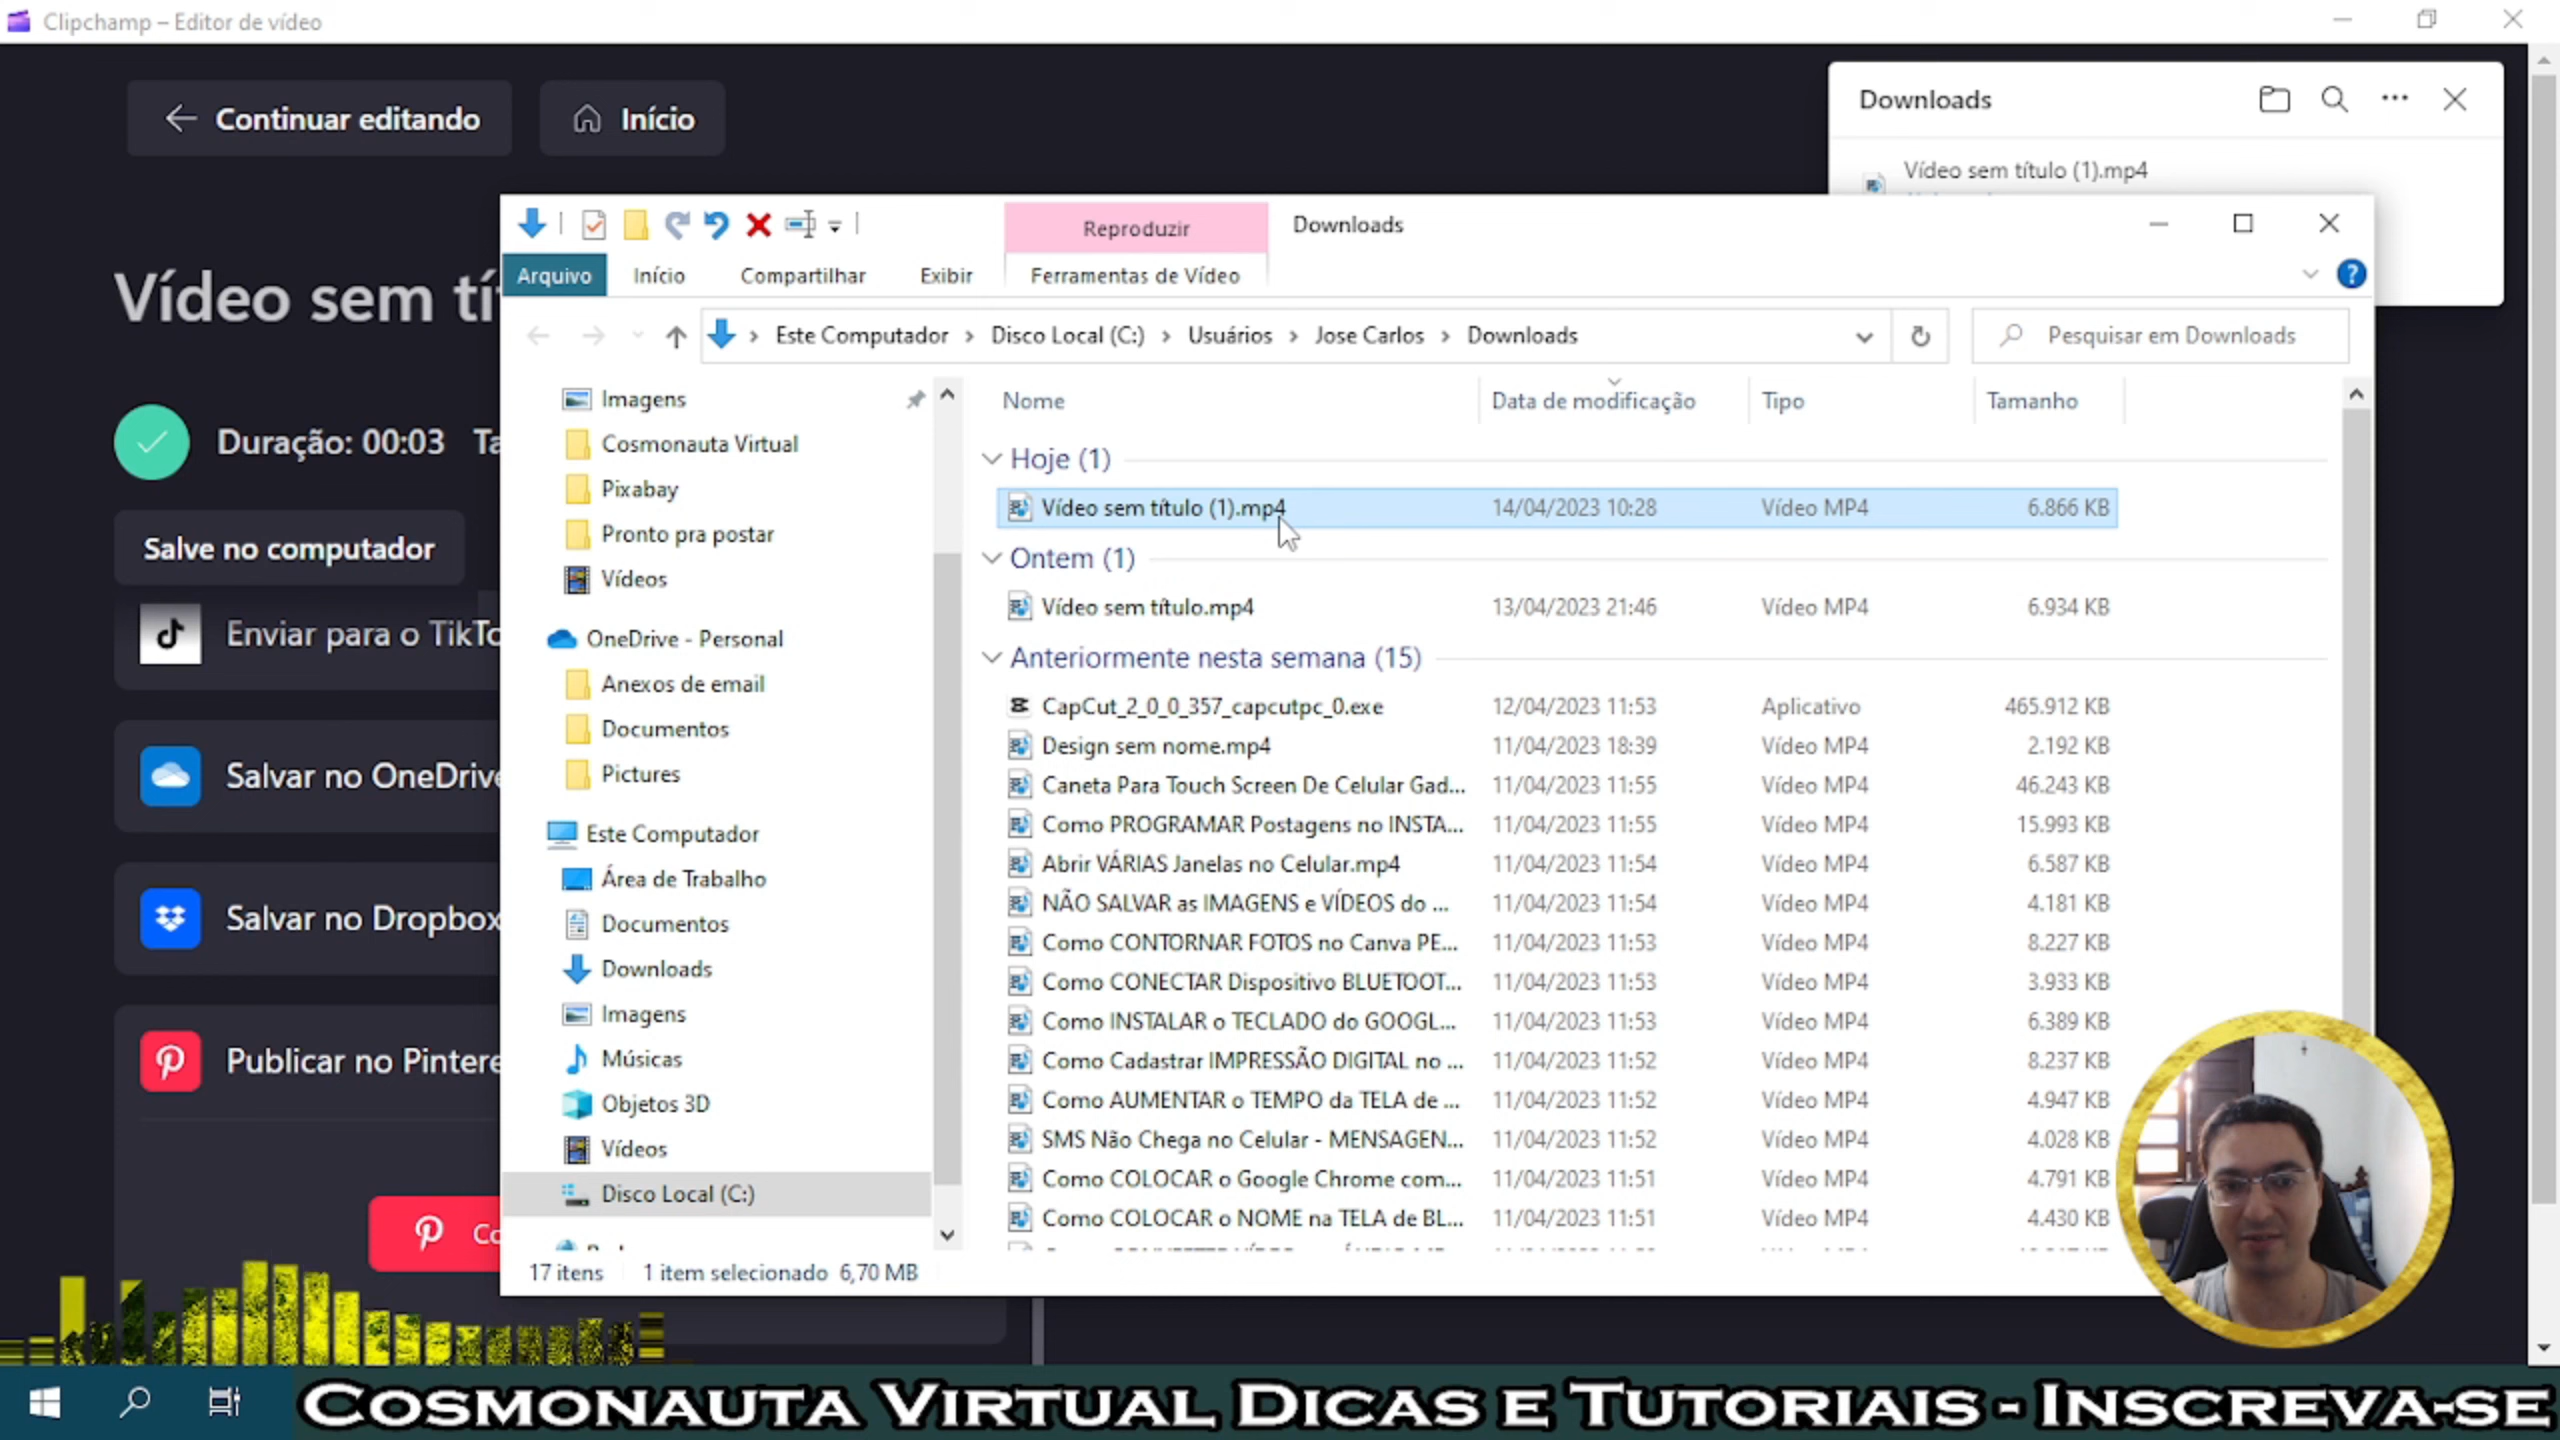 Clipchamp – Editor de vídeo
Continuar editando
Início
Downloads
Vídeo sem título (1).mp4
Vídeo sem tí
Duração: 00:03 Ta
Salve no computador
Enviar para o TikTo
Salvar no OneDrive
Salvar no Dropbox
Publicar no Pintere
Co
Reproduzir
Downloads
Arquivo
Início
Compartilhar
Exibir
Ferramentas de Vídeo
Este Computador > Disco Local (C:) > Usuários > Jose Carlos > Downloads
Pesquisar em Downloads
Imagens
Cosmonauta Virtual
Pixabay
Pronto pra postar
Vídeos
OneDrive - Personal
Anexos de email
Documentos
Pictures
Este Computador
Área de Trabalho
Documentos
Downloads
Imagens
Músicas
Objetos 3D
Vídeos
Disco Local (C:)
Nome Data de modificação Tipo Tamanho
Hoje (1)
Vídeo sem título (1).mp4 14/04/2023 10:28 Vídeo MP4 6.866 KB
Ontem (1)
Vídeo sem título.mp4 13/04/2023 21:46 Vídeo MP4 6.934 KB
Anteriormente nesta semana (15)
CapCut_2_0_0_357_capcutpc_0.exe 12/04/2023 11:53 Aplicativo 465.912 KB
Design sem nome.mp4 11/04/2023 18:39 Vídeo MP4 2.192 KB
Caneta Para Touch Screen De Celular Gad... 11/04/2023 11:55 Vídeo MP4 46.243 KB
Como PROGRAMAR Postagens no INSTA... 11/04/2023 11:55 Vídeo MP4 15.993 KB
Abrir VÁRIAS Janelas no Celular.mp4 11/04/2023 11:54 Vídeo MP4 6.587 KB
NÃO SALVAR as IMAGENS e VÍDEOS do ... 11/04/2023 11:54 Vídeo MP4 4.181 KB
Como CONTORNAR FOTOS no Canva PE... 11/04/2023 11:53 Vídeo MP4 8.227 KB
Como CONECTAR Dispositivo BLUETOOT... 11/04/2023 11:53 Vídeo MP4 3.933 KB
Como INSTALAR o TECLADO do GOOGL... 11/04/2023 11:53 Vídeo MP4 6.389 KB
Como Cadastrar IMPRESSÃO DIGITAL no ... 11/04/2023 11:52 Vídeo MP4 8.237 KB
Como AUMENTAR o TEMPO da TELA de ... 11/04/2023 11:52 Vídeo MP4 4.947 KB
SMS Não Chega no Celular - MENSAGEN... 11/04/2023 11:52 Vídeo MP4 4.028 KB
Como COLOCAR o Google Chrome com... 11/04/2023 11:51 Vídeo MP4 4.791 KB
Como COLOCAR o NOME na TELA de BL... 11/04/2023 11:51 Vídeo MP4 4.430 KB
17 itens 1 item selecionado 6,70 MB
Cosmonauta Virtual Dicas e Tutoriais - Inscreva-se